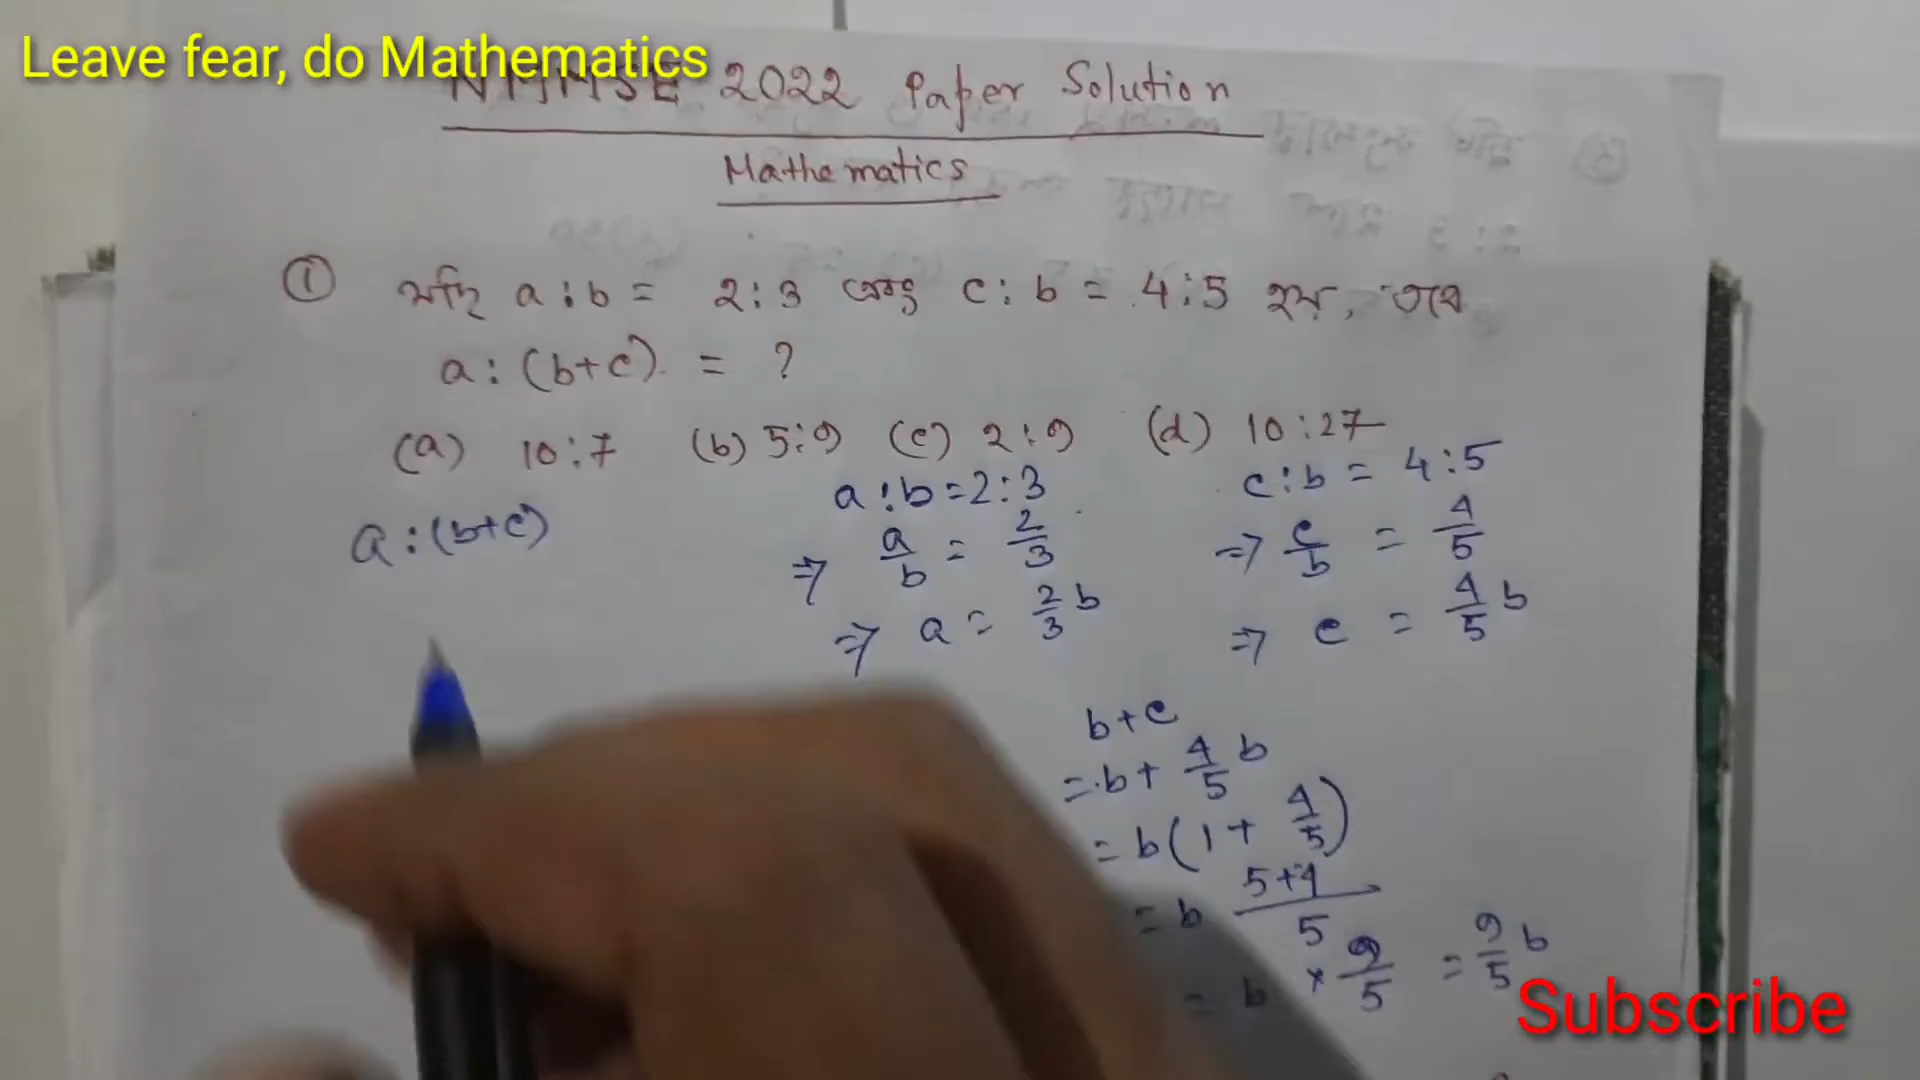 Leave fear, do Mathematics
NMMSE 2022 Paper Solution
Mathematics
① যদি a : b = 2 : 3 এবং c : b = 4 : 5 হয়, তবে
a : (b+c) = ?
(a) 10 : 7 (b) 5 : 9 (c) 2 : 9 (d) 10 : 27
a : (b+c)
a : b = 2 : 3
⇒ a/b = 2/3
⇒ a = 2/3 b
c : b = 4 : 5
⇒ c/b = 4/5
⇒ c = 4/5 b
b+c
= b + 4/5 b
= b(1 + 4/5)
= b (5+4)/5
= b × 9/5 = 9/5 b
Subscribe